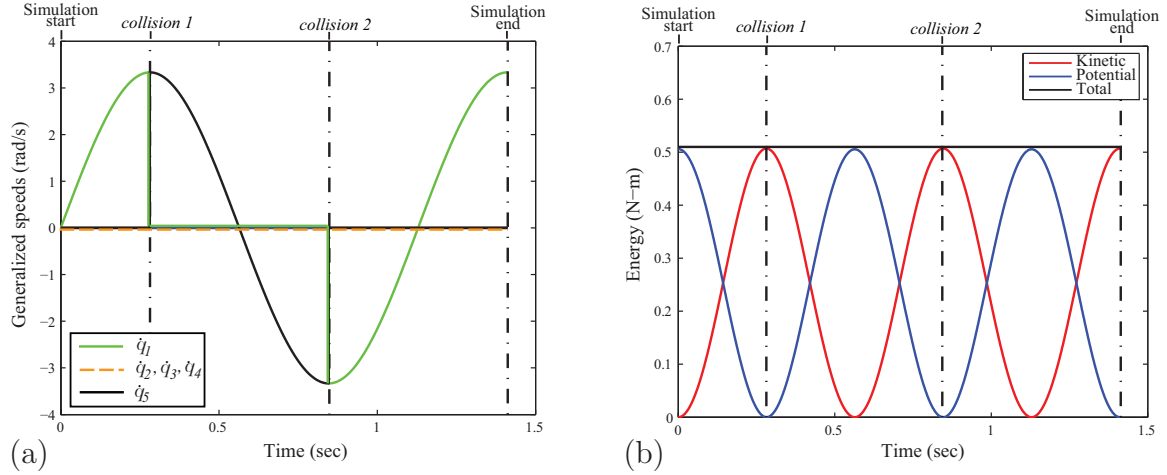 Simulation
start
collision 1
collision 2
Simulation
end
4
3
2
1
0
−1
−2
−3
−4
Generalized speeds (rad/s)
q̇1
q̇2, q̇3, q̇4
q̇5
0
0.5
1
1.5
Time (sec)
(a)
Simulation
start
collision 1
collision 2
Simulation
end
0.7
0.6
0.5
0.4
0.3
0.2
0.1
0
Energy (N−m)
Kinetic
Potential
Total
0
0.5
1
1.5
Time (sec)
(b)